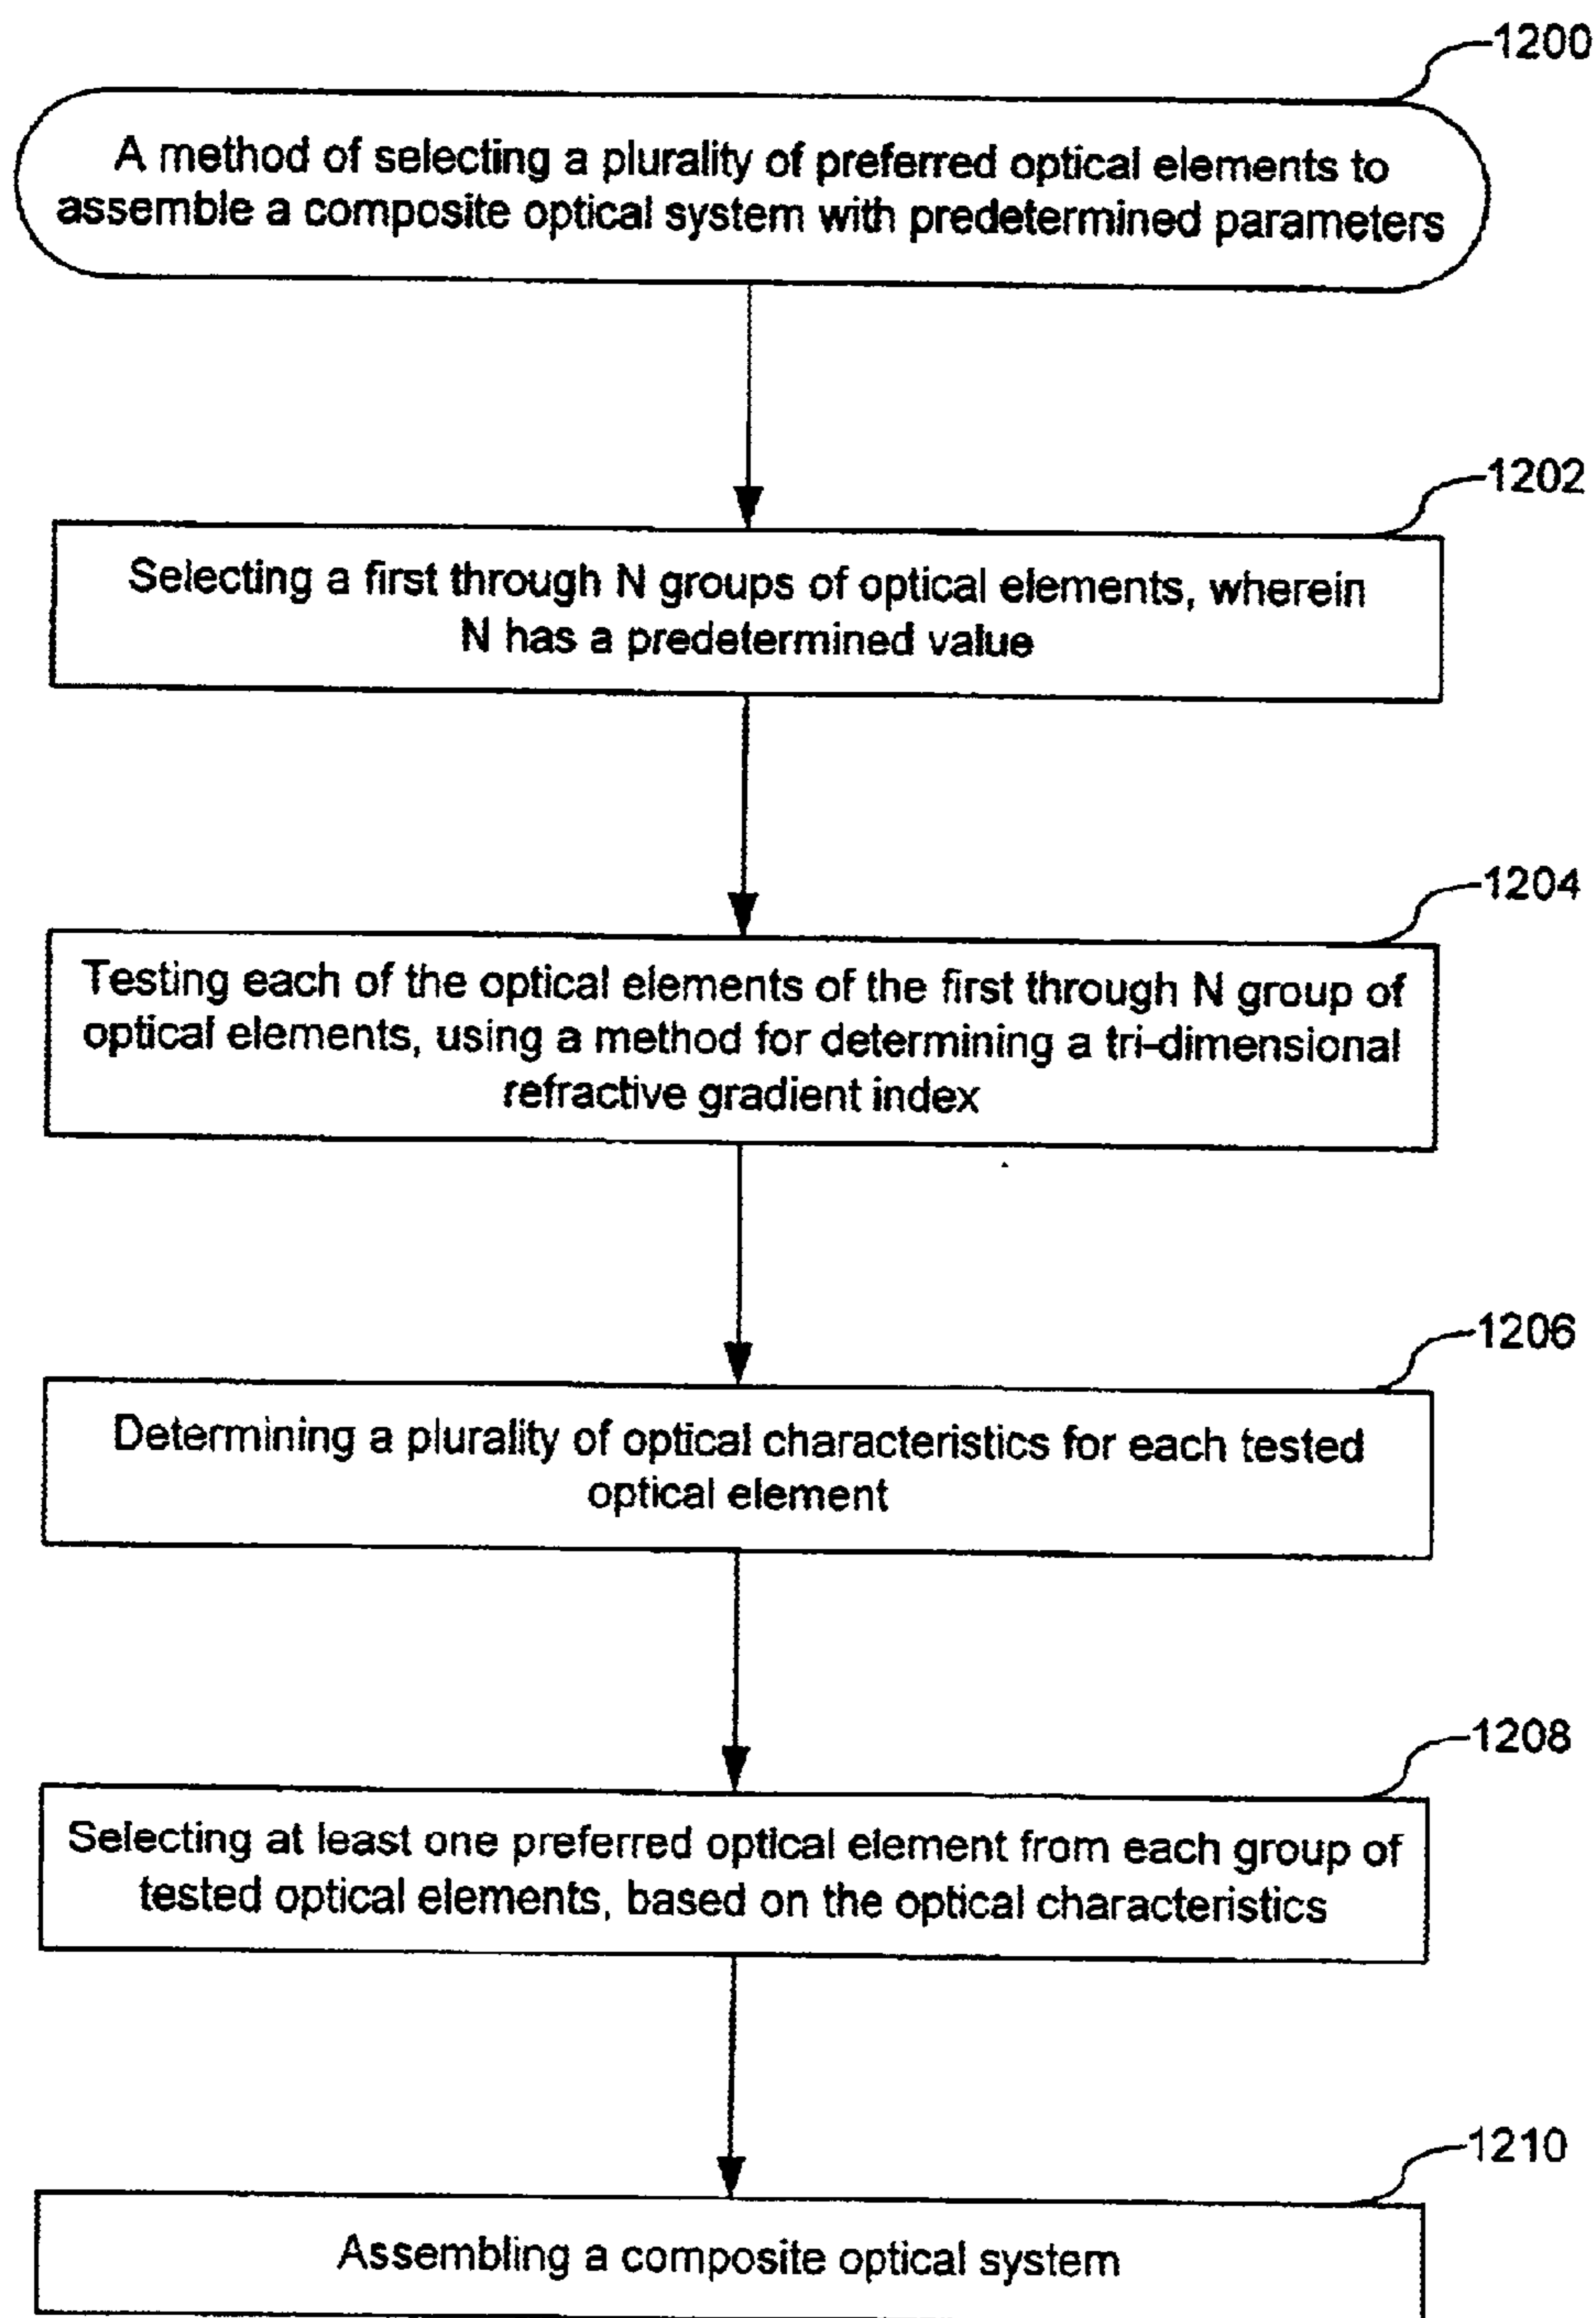 1200
A method of selecting a plurality of preferred optical elements to
assemble a composite optical system with predetermined parameters
1202
Selecting a first through N groups of optical elements, wherein
N has a predetermined value
1204
Testing each of the optical elements of the first through N group of
optical elements, using a method for determining a tri-dimensional
refractive gradient index
1206
Determining a plurality of optical characteristics for each tested
optical element
1208
Selecting at least one preferred optical element from each group of
tested optical elements, based on the optical characteristics
1210
Assembling a composite optical system